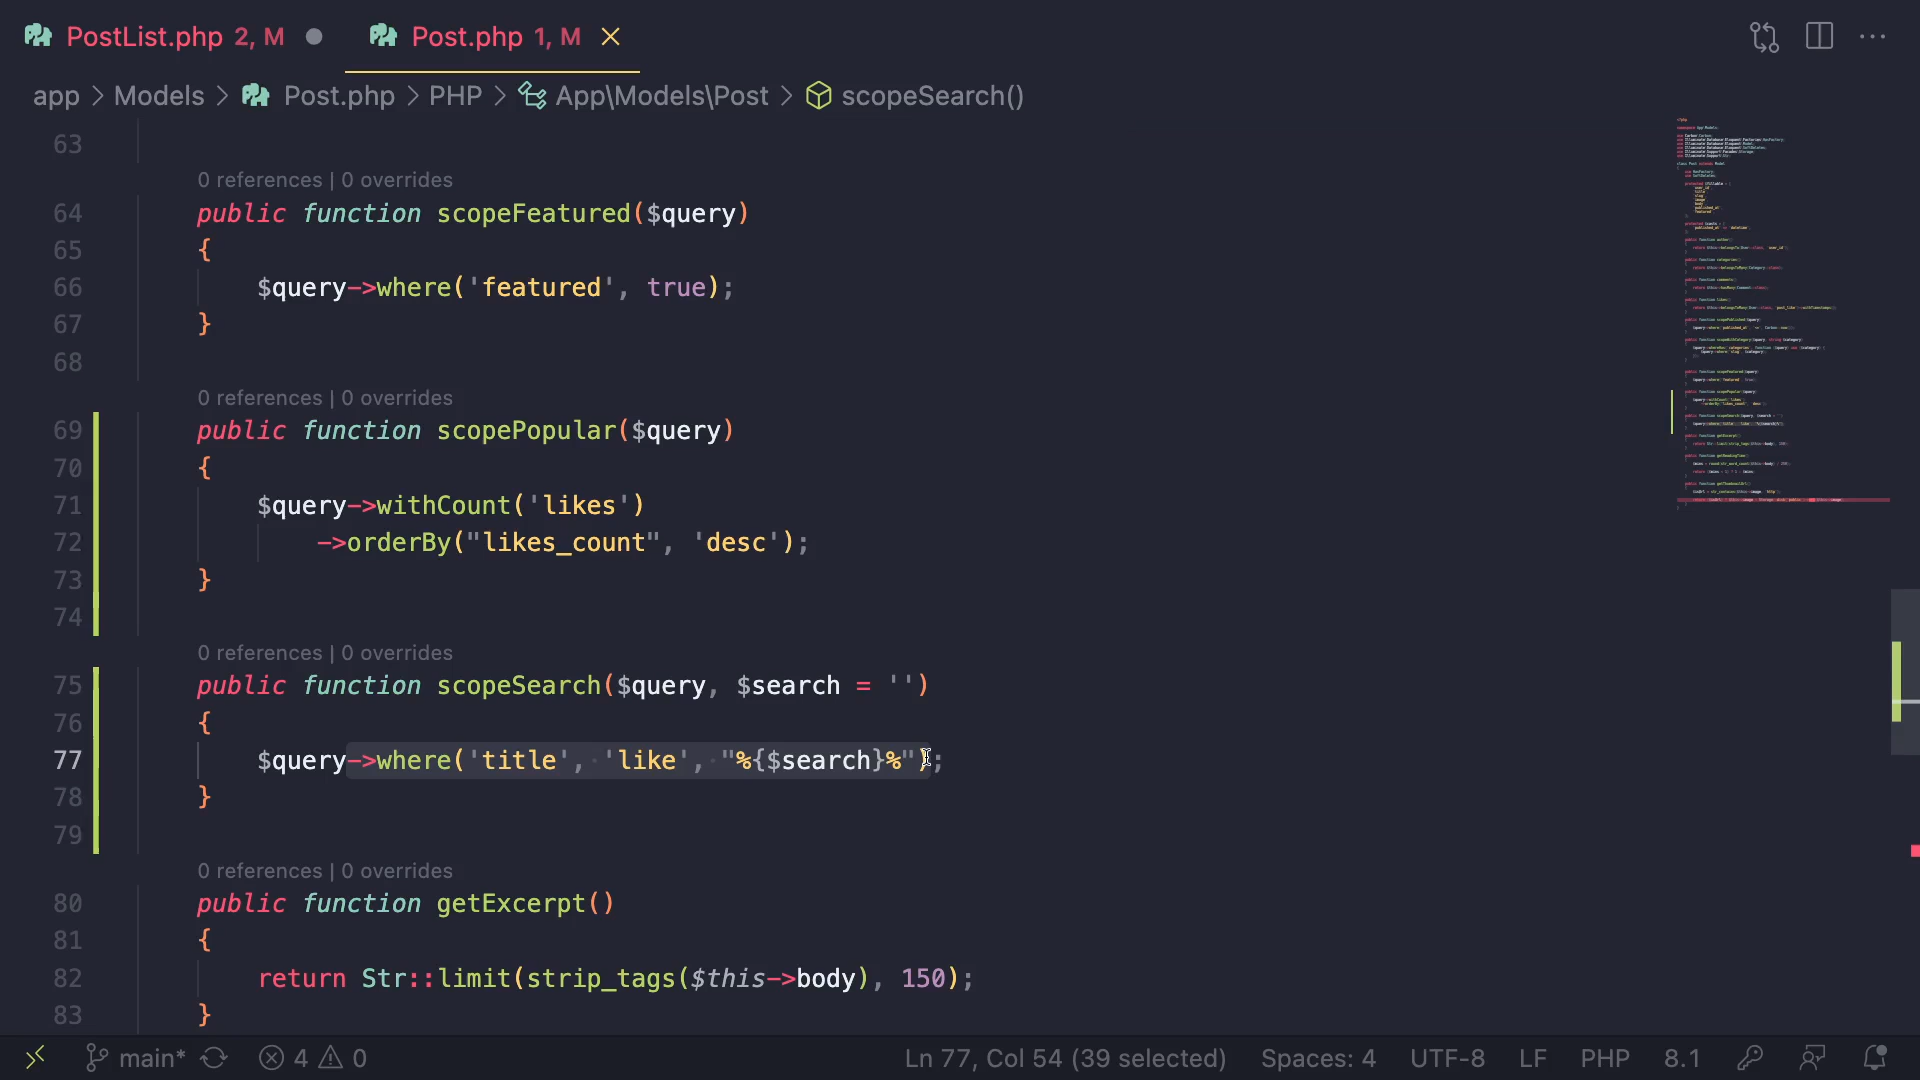 PostList.php 2, M
Post.php 1, M
app > Models > Post.php > PHP > App\Models\Post > scopeSearch()
63
0 references | 0 overrides
64 public function scopeFeatured($query)
65 {
66 $query->where('featured', true);
67 }
68
0 references | 0 overrides
69 public function scopePopular($query)
70 {
71 $query->withCount('likes')
72 ->orderBy("likes_count", 'desc');
73 }
74
0 references | 0 overrides
75 public function scopeSearch($query, $search = '')
76 {
77 $query->where('title', 'like', "%{$search}%");
78 }
79
0 references | 0 overrides
80 public function getExcerpt()
81 {
82 return Str::limit(strip_tags($this->body), 150);
83 }
main* 4 0 Ln 77, Col 54 (39 selected) Spaces: 4 UTF-8 LF PHP 8.1